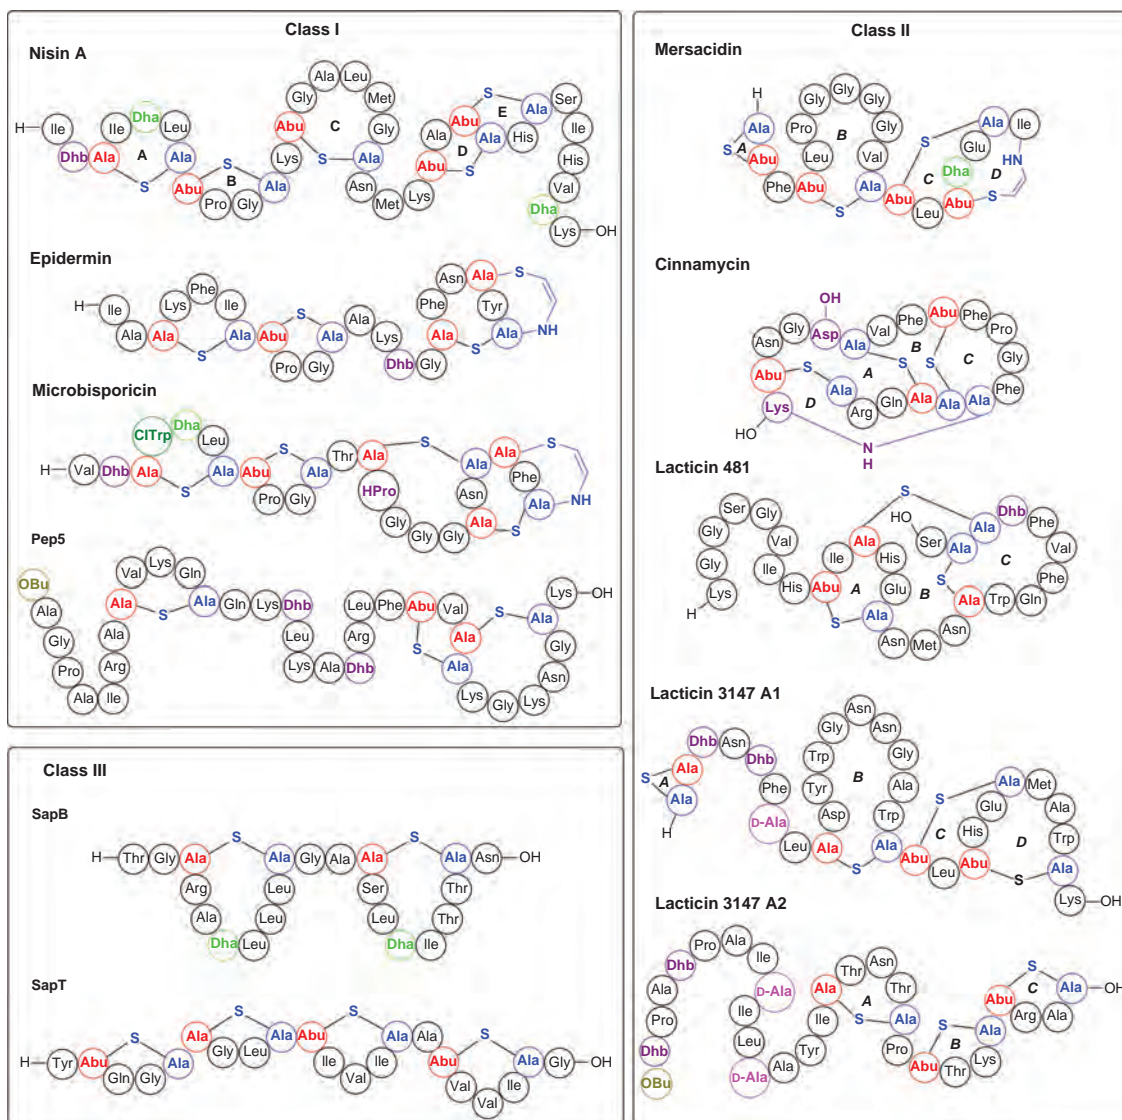 Class I
Nisin A
H Ile Dhb Ala Ile Dha Leu Ala S A Abu Pro Gly Ala S B Lys Abu Gly Ala Leu Met Gly Ala S C Asn Met Lys Abu Ala Abu S D Ala His Ala S E Ser Ile His Val Dha Lys OH
Epidermin
H Ile Ala Ala Lys Phe Ile Ala S Abu Pro Gly Ala S Ala Lys Dhb Gly Ala Phe Asn Ala Tyr Ala S S NH
Microbisporicin
H Val Dhb Ala ClTrp Dha Leu Ala S Abu Pro Gly Ala S Thr Ala HPro Gly Gly Gly Ala Asn Ala S Ala Phe Ala S S NH
Pep5
OBu Ala Gly Pro Ala Ile Arg Ala Ala Val Lys Gln Ala S Gln Lys Dhb Leu Lys Ala Dhb Arg Leu Phe Abu Val Ala S Ala Lys Gly Lys Asn Gly Ala S Lys OH
Class III
SapB
H Thr Gly Ala Arg Ala Dha Leu Leu Leu Ala S Gly Ala Ala Ser Leu Dha Ile Thr Thr Ala S Asn OH
SapT
H Tyr Abu Gln Gly Ala S Ala Gly Leu Ala S Abu Ile Val Ile Ala S Ala Abu Val Val Ile Ala S Gly OH
Class II
Mersacidin
H Ala S A Abu Phe Abu Leu Pro Gly Gly Gly Gly Val Ala S B Abu Leu Abu Dha Glu Ala S C Ile HN S D
Cinnamycin
OH Asn Gly Asp Ala Val Phe Abu Phe Pro Gly Phe Ala Ala Ala Gln Arg Ala S Abu Lys HO N H S S A B C D
Lacticin 481
H Lys Gly Gly Ser Gly Val Ile His Abu Ile Ala His Glu Ala S A Asn Met Asn Ala Trp Gln Phe Val Phe Dhb Ala S Ala Ser HO S B C
Lacticin 3147 A1
H Ala S A Ala Dhb Asn Dhb Phe D-Ala Leu Ala Asp Tyr Trp Gly Asn Asn Gly Ala Trp Ala S B Abu Leu Abu His Glu Ala S C Met Ala Trp Ala S D Lys OH
Lacticin 3147 A2
OBu Dhb Pro Ala Dhb Pro Ala Ile D-Ala Ile Leu D-Ala Ala Tyr Ile Ala Thr Asn Thr Ala S A Pro Abu Thr Lys Ala S B Abu Arg Ala Ala S C OH